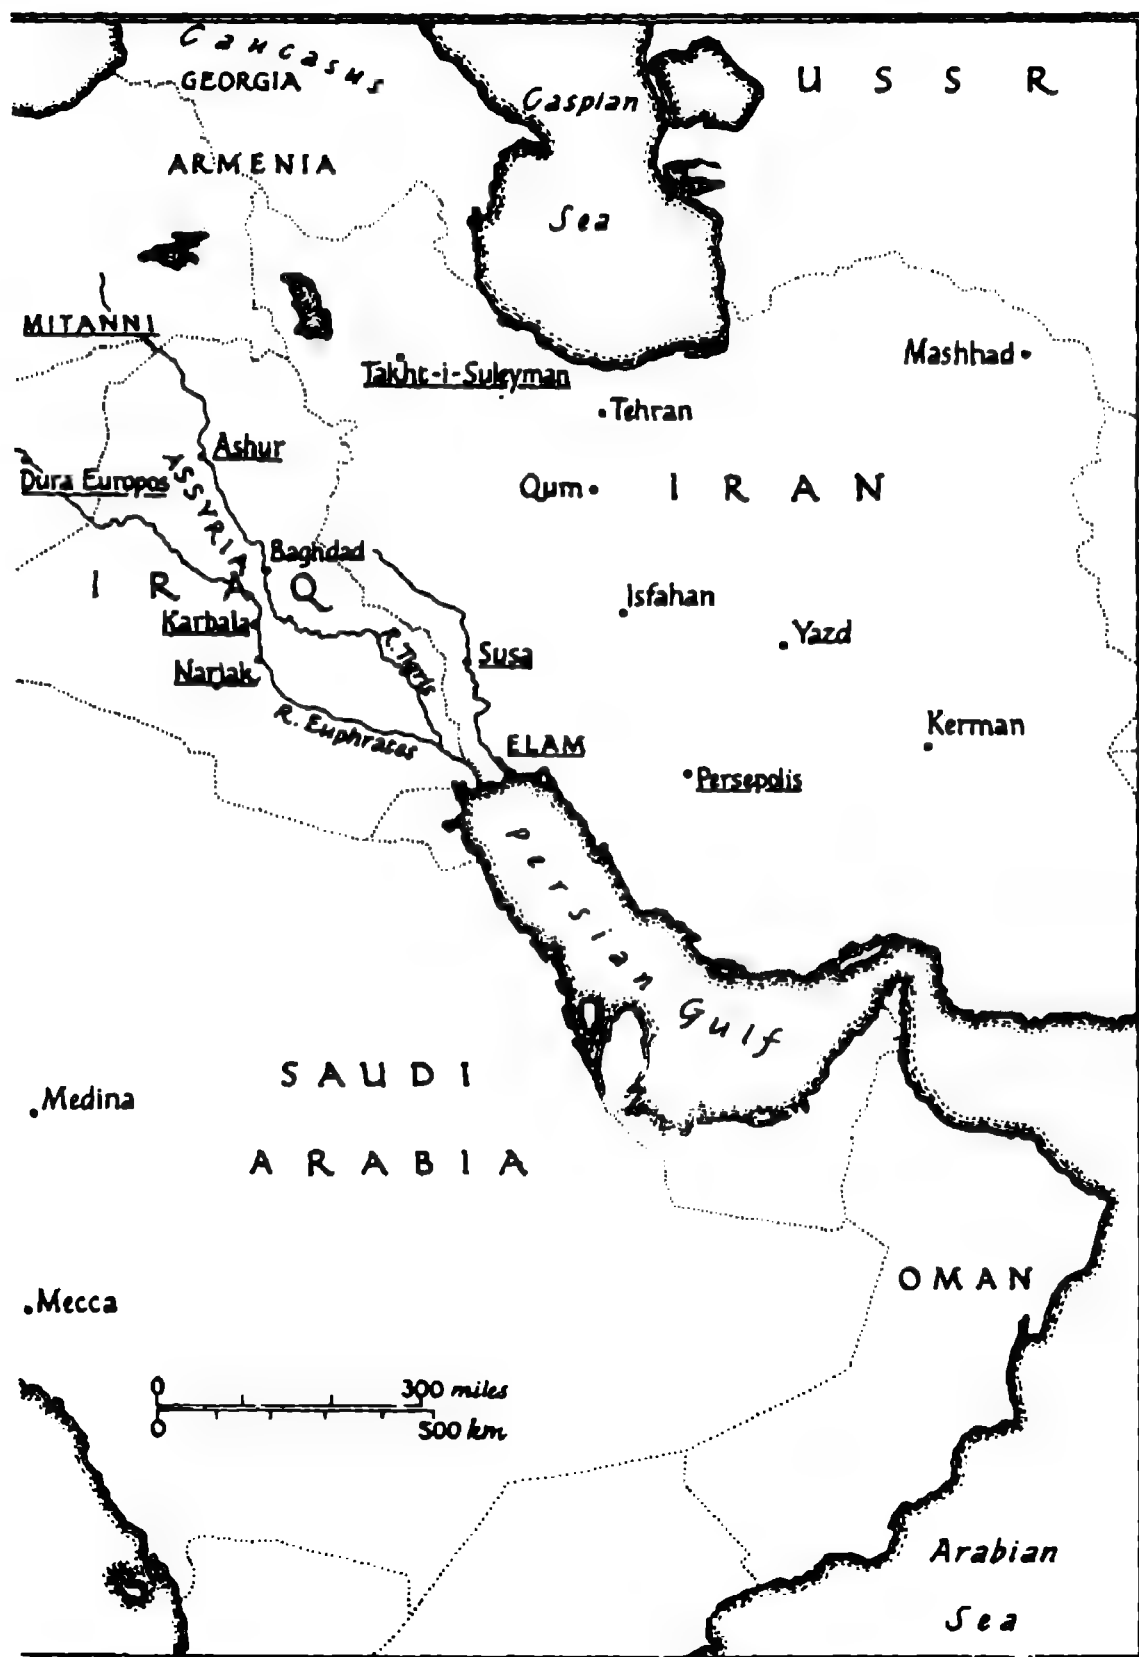 Caucasus
GEORGIA
Caspian
Sea
U S S R
ARMENIA
MITANNI
Takht-i-Suleyman
Mashhad
Tehran
Ashur
Dura Europos
ASSYRIA
Qum
I R A N
Baghdad
I R A Q
Isfahan
Karbala
Yazd
R. Tigris
Susa
Narjak
R. Euphrates
ELAM
Kerman
Persepolis
Persian Gulf
SAUDI
ARABIA
Medina
OMAN
Mecca
0 300 miles
0 500 km
Arabian
Sea